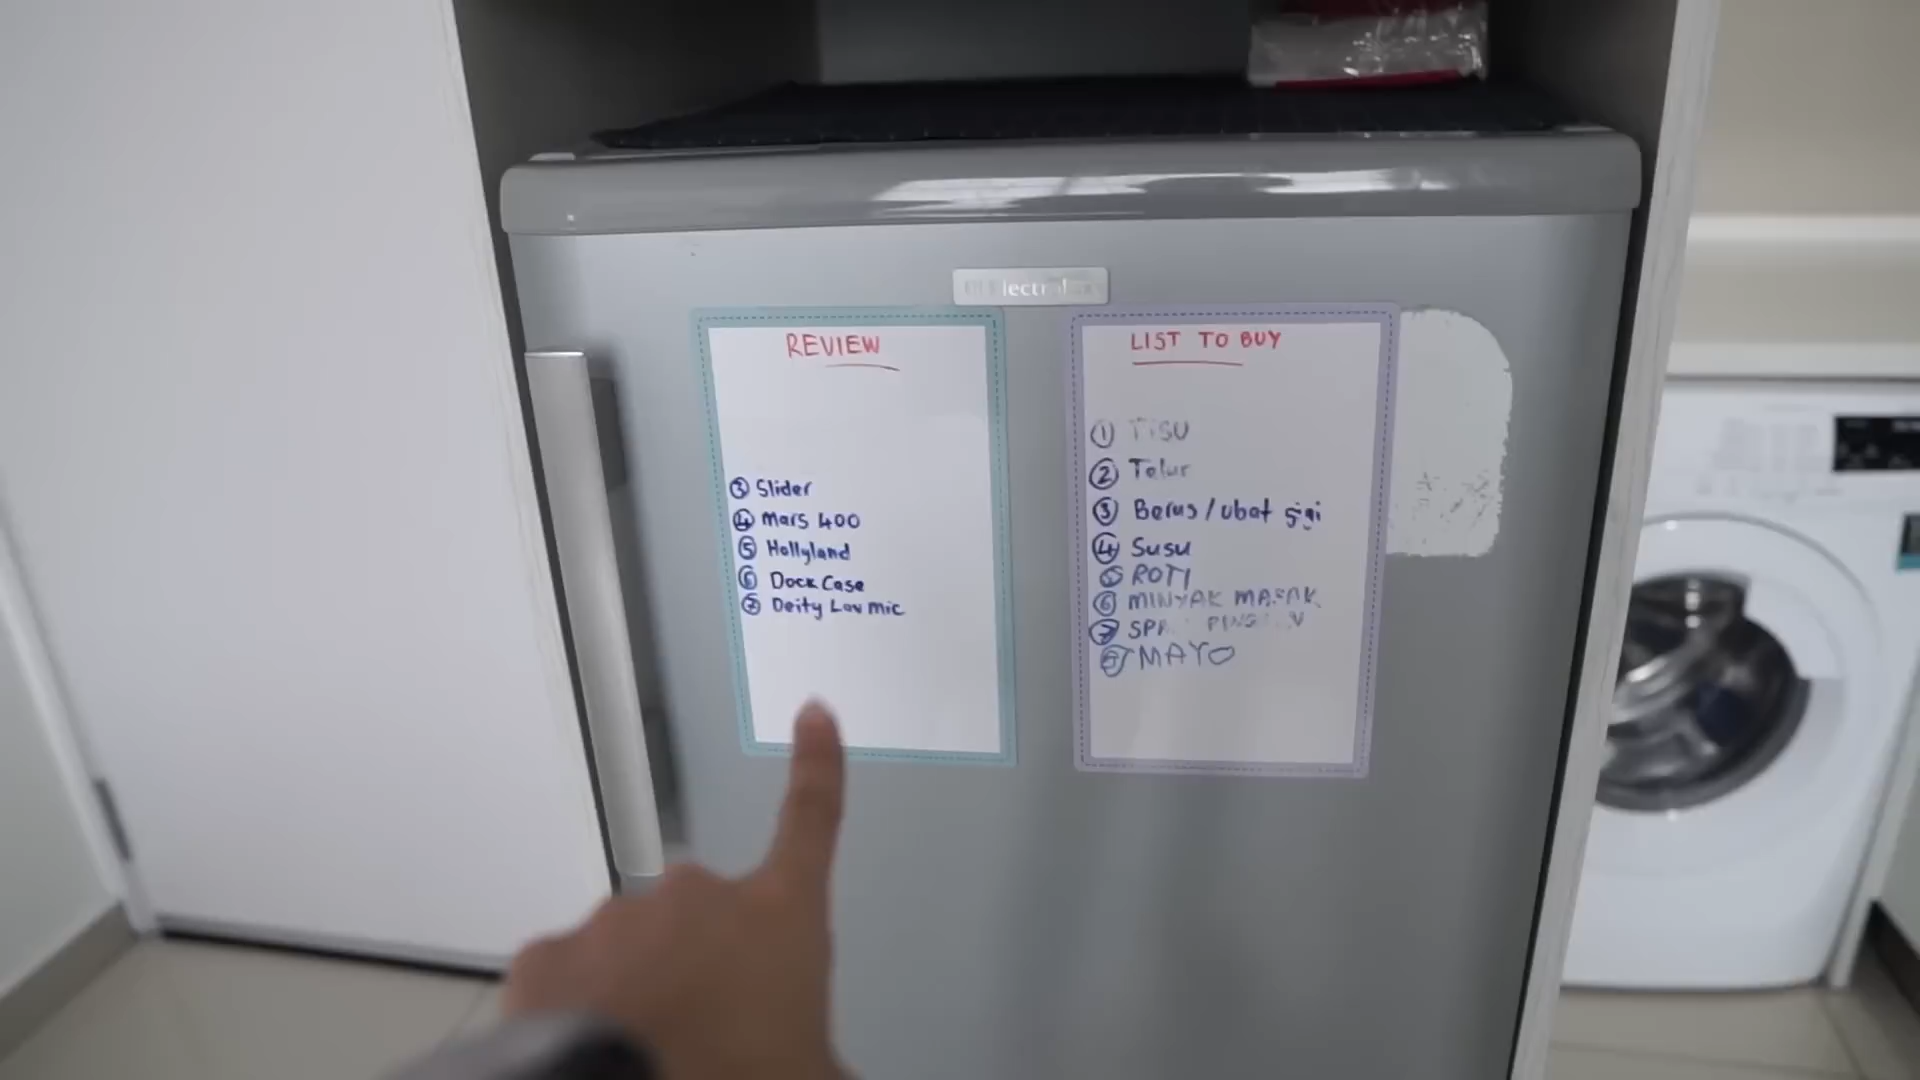 Electrolux
REVIEW
③ Slider
④ Mars 400
⑤ Hollyland
⑥ Dock Case
⑦ Deity Lav mic
LIST TO BUY
① TISU
② Telur
③ Berus / ubat gigi
④ Susu
⑤ ROTI
⑥ MINYAK MASAK
⑦
⑧ MAYO